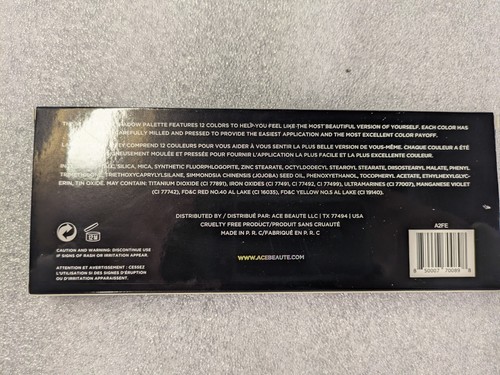 SHADOW PALETTE FEATURES 12 COLORS TO HELP YOU FEEL LIKE THE MOST BEAUTIFUL VERSION OF YOURSELF. EACH COLOR HAS
CAREFULLY MILLED AND PRESSED TO PROVIDE THE EASIEST APPLICATION AND THE MOST EXCELLENT COLOR PAYOFF.
COMPREND 12 COULEURS POUR VOUS AIDER À VOUS SENTIR LA PLUS BELLE VERSION DE VOUS-MÊME. CHAQUE COULEUR A ÉTÉ
MOULÉE ET PRESSÉE POUR FOURNIR L'APPLICATION LA PLUS FACILE ET LA PLUS EXCELLENTE COULEUR.
SILICA, MICA, SYNTHETIC FLUORPHLOGOPITE, ZINC STEARATE, OCTYLDODECYL STEAROYL STEARATE, DIISOSTEARYL MALATE, PHENYL
TRIMETHICONE, TRIETHOXYCAPRYLYLSILANE, SIMMONDSIA CHINENSIS (JOJOBA) SEED OIL, PHENOXYETHANOL, TOCOPHERYL ACETATE, ETHYLHEXYLGLYC-
ERIN, TIN OXIDE. MAY CONTAIN: TITANIUM DIOXIDE (CI 77891), IRON OXIDES (CI 77491, CI 77492, CI 77499), ULTRAMARINES (CI 77007), MANGANESE VIOLET
(CI 77742), FD&C RED NO.40 AL LAKE (CI 16035), FD&C YELLOW NO.5 AL LAKE (CI 19140).
DISTRIBUTED BY / DISTRIBUÉ PAR: ACE BEAUTE LLC | TX 77494 | USA
CRUELTY FREE PRODUCT/PRODUIT SANS CRUAUTÉ
MADE IN P. R. C/FABRIQUÉ EN P. R. C
WWW.ACEBEAUTE.COM
12 M
CAUTION AND WARNING: DISCONTINUE USE
IF SIGNS OF RASH OR IRRITATION APPEAR.
ATTENTION ET AVERTISSEMENT : CESSEZ
L'UTILISATION SI DES SIGNES D'ÉRUPTION
OU D'IRRITATION APPARAISSENT.
A2FE
8 50007 70089 8